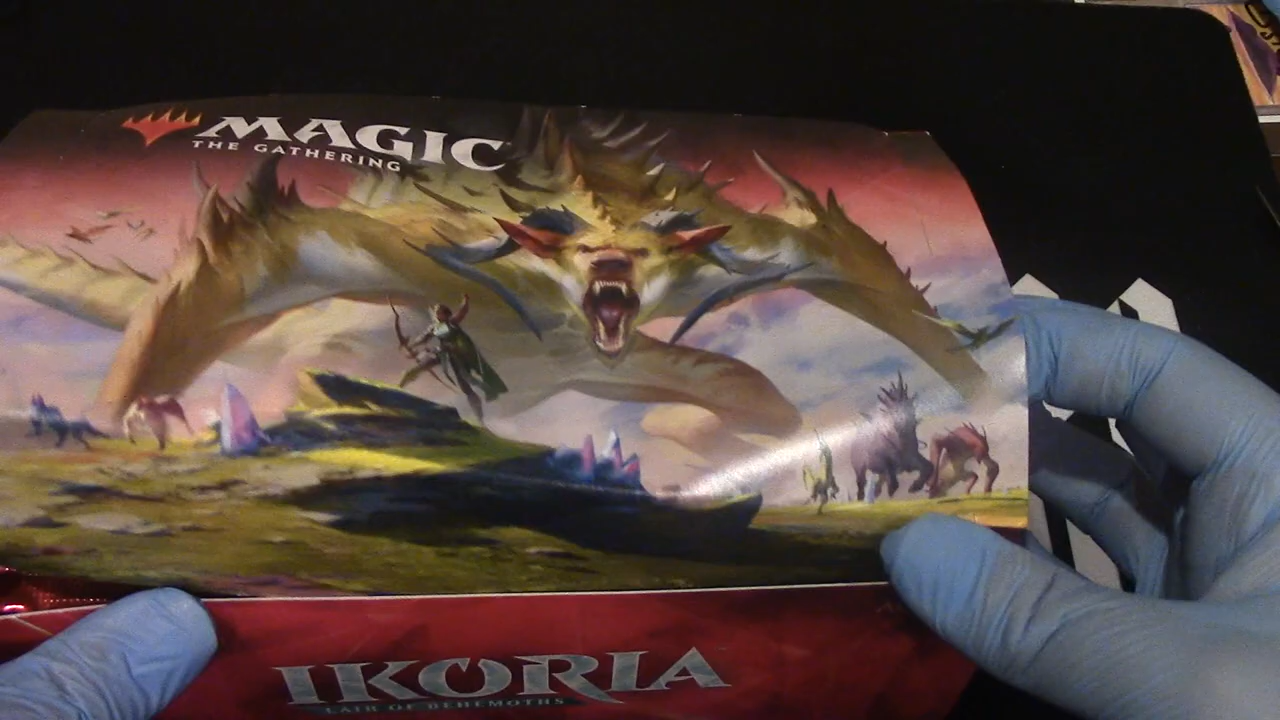 MAGIC
THE GATHERING
IKORIA
LAIR OF BEHEMOTHS